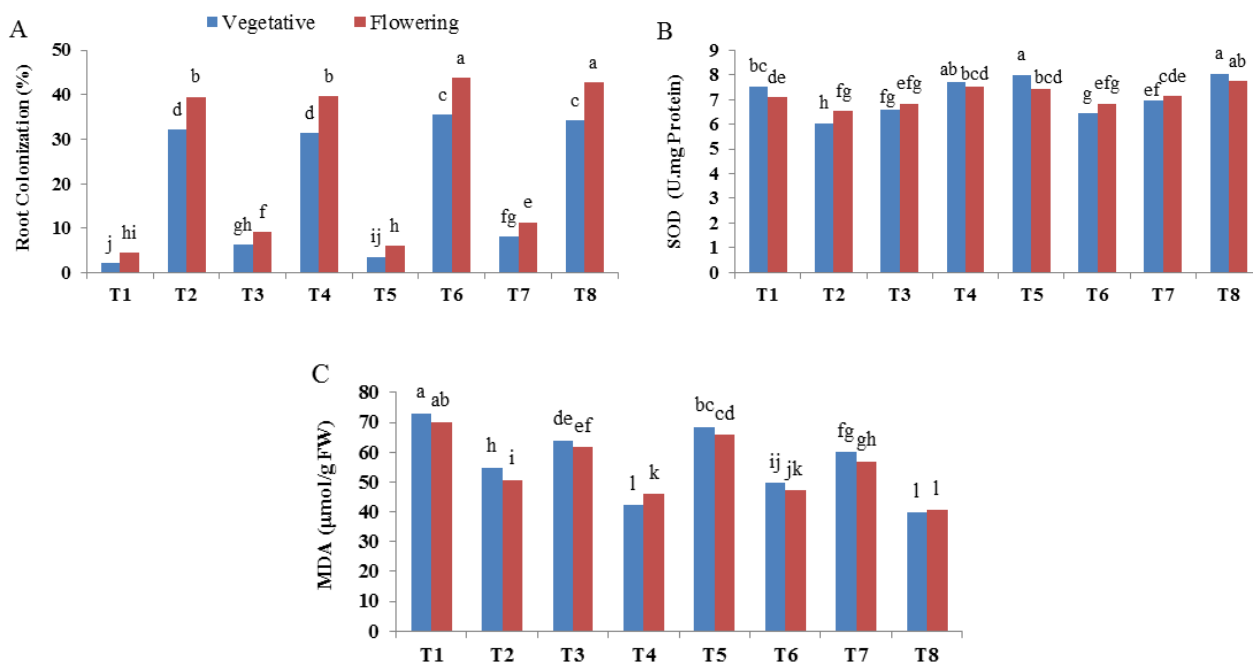 A
Vegetative Flowering
Root Colonization (%)
50
40
30
20
10
0
j hi d b gh f d b ij h c a fg e c a
T1 T2 T3 T4 T5 T6 T7 T8
B
SOD (U.mg Protein)
9
8
7
6
5
4
3
2
1
0
bc de h fg fg efg ab bcd a bcd g efg ef cde a ab
T1 T2 T3 T4 T5 T6 T7 T8
C
MDA (µmol/g FW)
80
70
60
50
40
30
20
10
0
a ab h i de ef l k bc cd ij jk fg gh l l
T1 T2 T3 T4 T5 T6 T7 T8